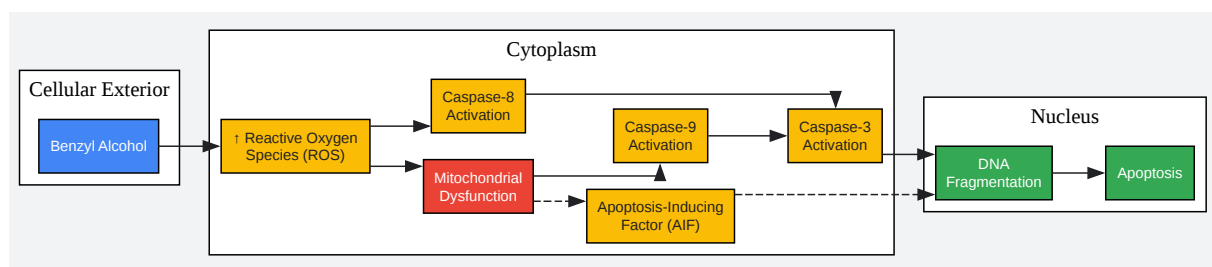 Cytoplasm
Cellular Exterior
Benzyl Alcohol
↑ Reactive Oxygen
Species (ROS)
Caspase-8
Activation
Mitochondrial
Dysfunction
Caspase-9
Activation
Apoptosis-Inducing
Factor (AIF)
Caspase-3
Activation
Nucleus
DNA
Fragmentation
Apoptosis